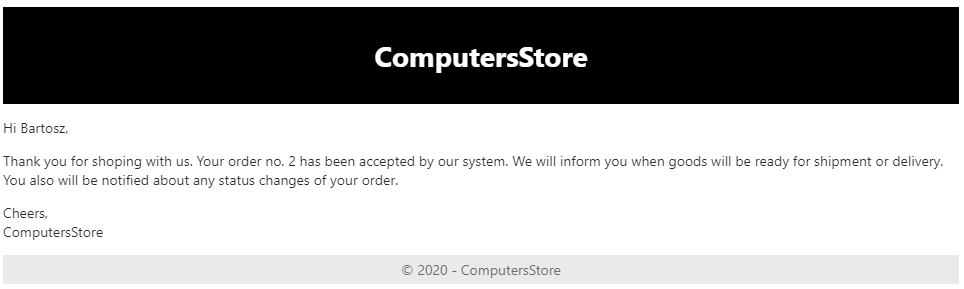 ComputersStore
Hi Bartosz,
Thank you for shoping with us. Your order no. 2 has been accepted by our system. We will inform you when goods will be ready for shipment or delivery.
You also will be notified about any status changes of your order.
Cheers,
ComputersStore
© 2020 - ComputersStore